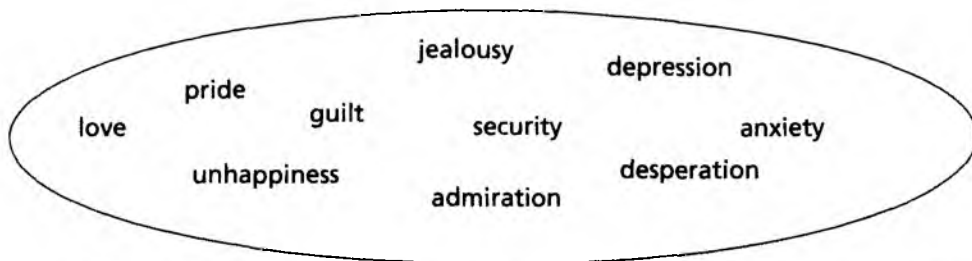 jealousy
depression
pride
guilt
love
security
anxiety
unhappiness
desperation
admiration